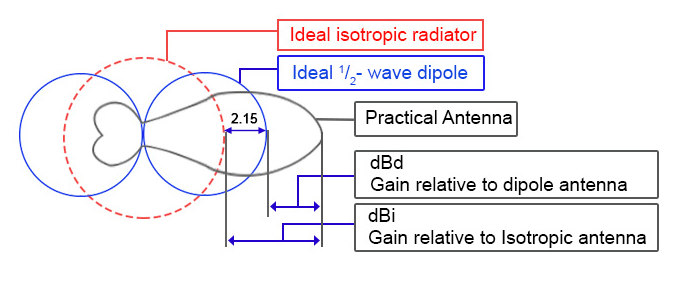 Ideal isotropic radiator
Ideal 1/2- wave dipole
2.15
Practical Antenna
dBd
Gain relative to dipole antenna
dBi
Gain relative to Isotropic antenna